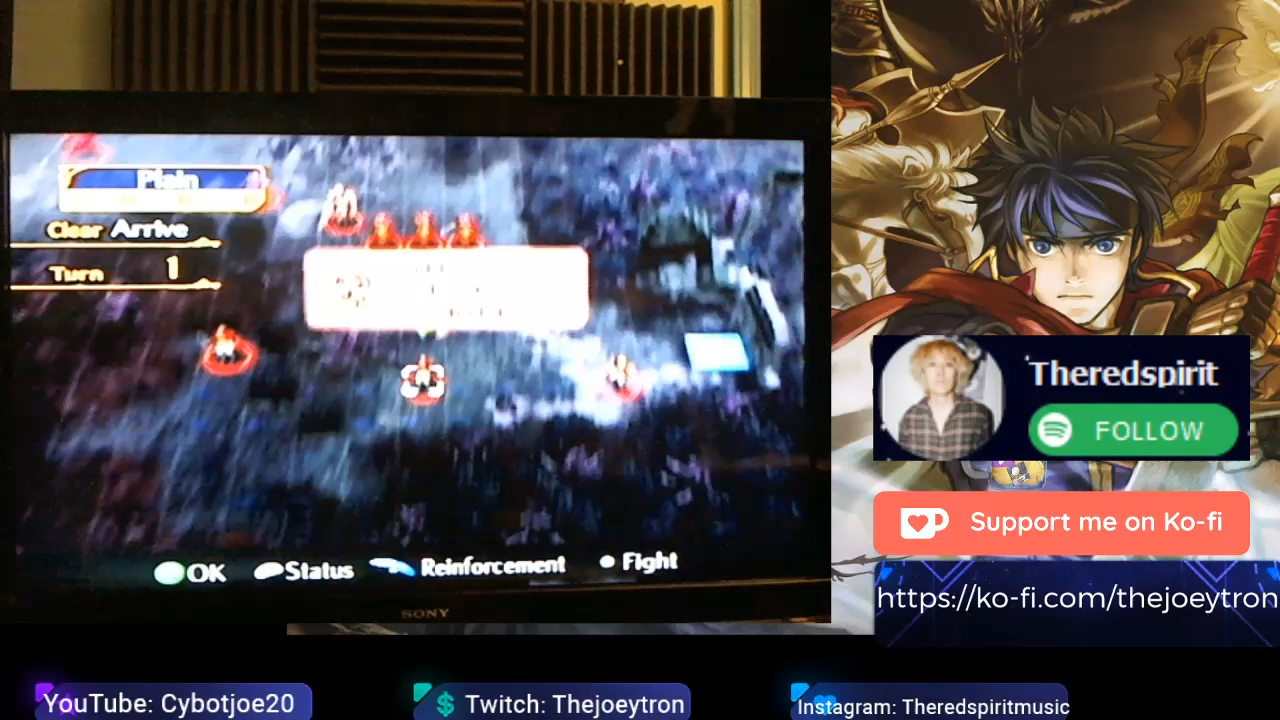 Plain
Clear Arrive
Turn 1
OK Status Reinforcement Fight
SONY
Theredspirit
FOLLOW
Support me on Ko-fi
https://ko-fi.com/thejoeytron
YouTube: Cybotjoe20
Twitch: Thejoeytron
Instagram: Theredspiritmusic